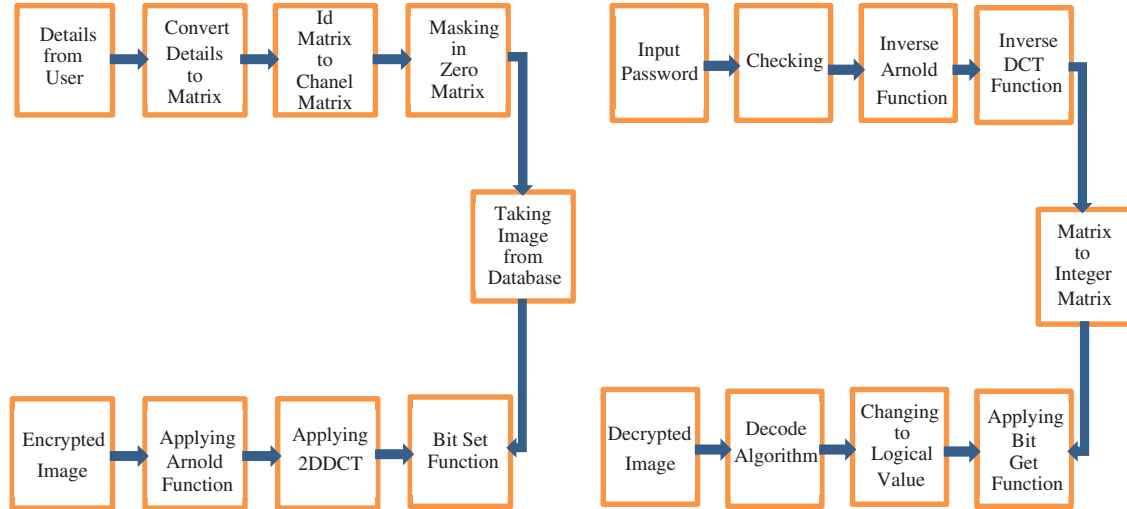 Details
from
User
Convert
Details
to
Matrix
Id
Matrix
to
Chanel
Matrix
Masking
in
Zero
Matrix
Taking
Image
from
Database
Encrypted
Image
Applying
Arnold
Function
Applying
2DDCT
Bit Set
Function
Input
Password
Checking
Inverse
Arnold
Function
Inverse
DCT
Function
Matrix
to
Integer
Matrix
Decrypted
Image
Decode
Algorithm
Changing
to
Logical
Value
Applying
Bit
Get
Function